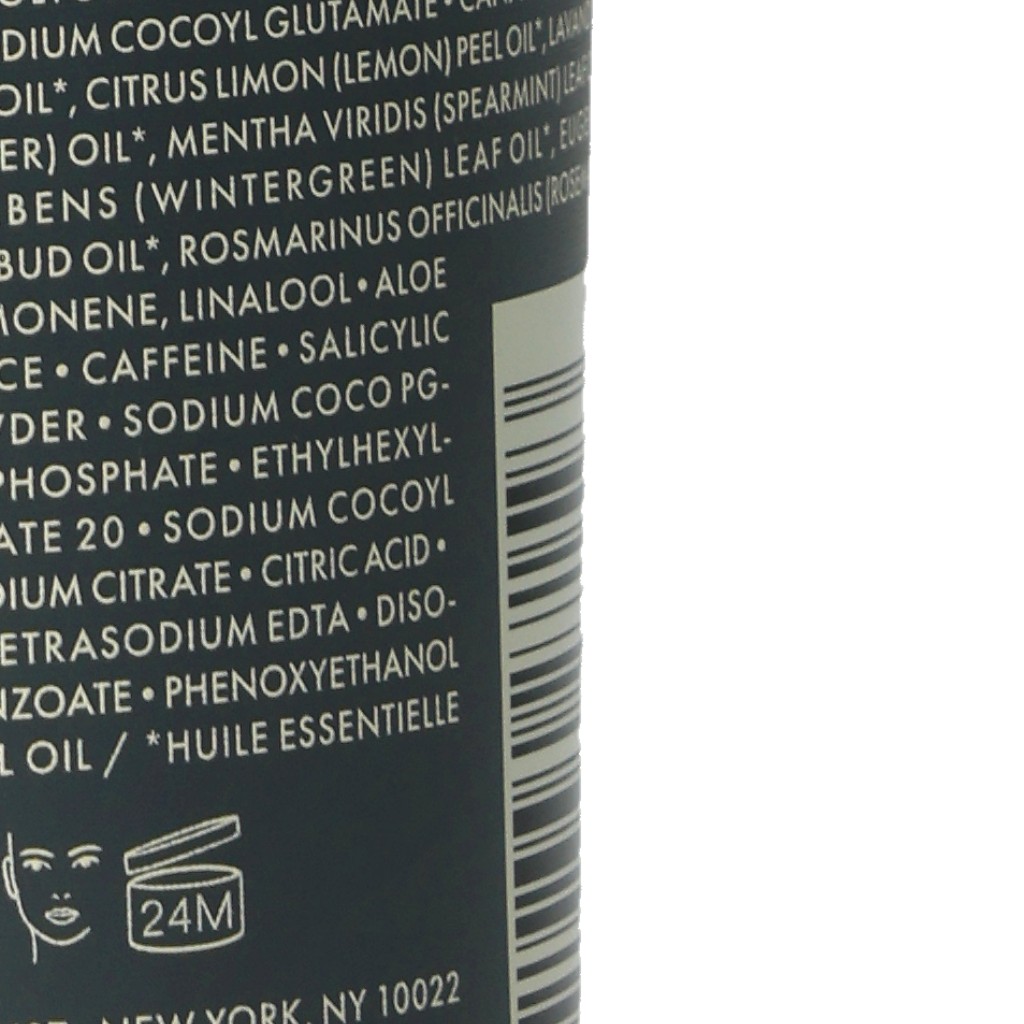 DIUM COCOYL GLUTAMATE •
OIL*, CITRUS LIMON (LEMON) PEEL OIL*,
ER) OIL*, MENTHA VIRIDIS (SPEARMINT)
BENS (WINTERGREEN) LEAF OIL*,
BUD OIL*, ROSMARINUS OFFICINALIS
MONENE, LINALOOL • ALOE
CE • CAFFEINE • SALICYLIC
DER • SODIUM COCO PG-
PHOSPHATE • ETHYLHEXYL-
ATE 20 • SODIUM COCOYL
DIUM CITRATE • CITRIC ACID •
ETRASODIUM EDTA • DISO-
NZOATE • PHENOXYETHANOL
L OIL / *HUILE ESSENTIELLE
24M
NEW YORK, NY 10022